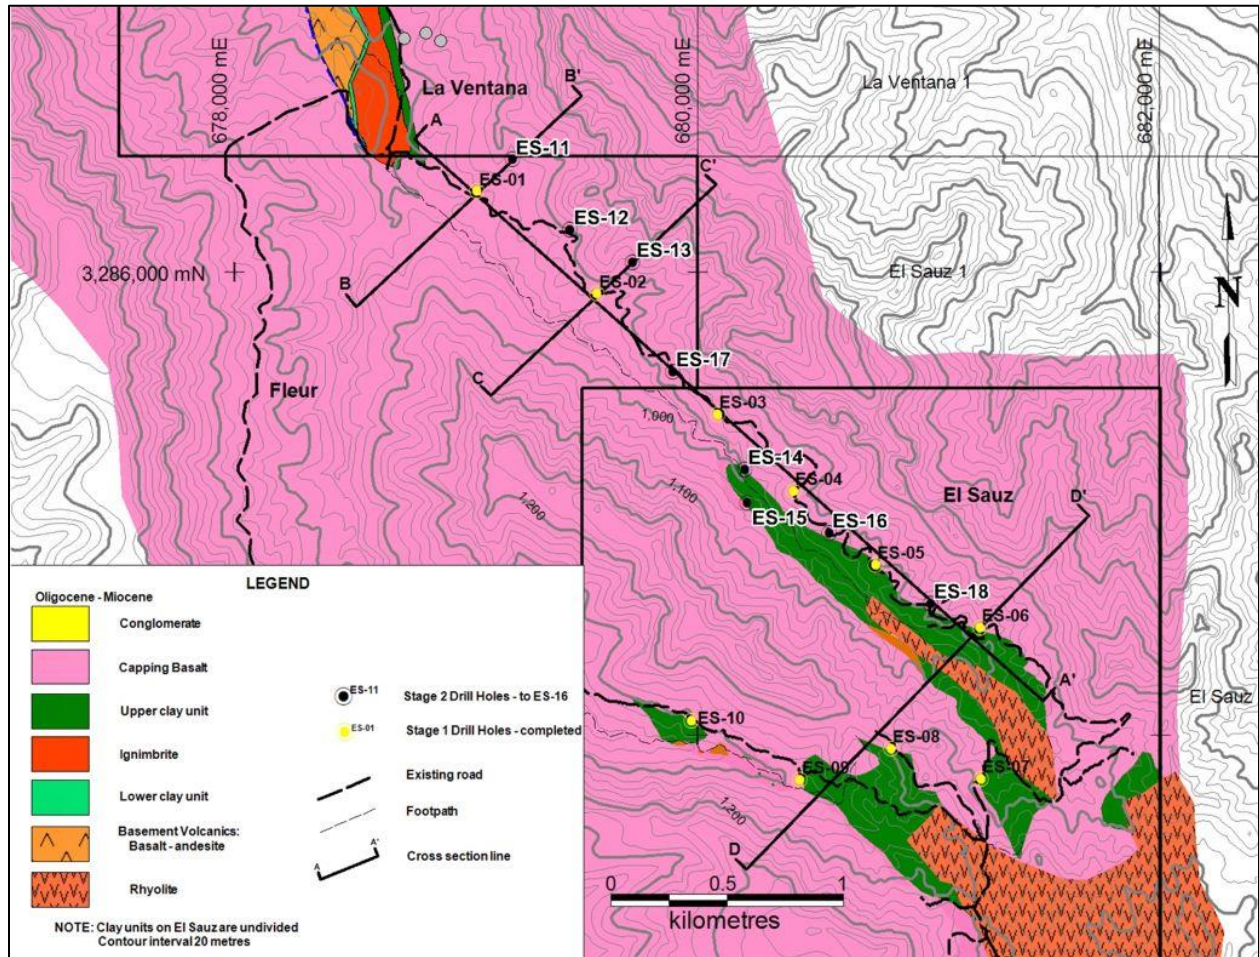 678,000 mE
680,000 mE
682,000 mE
La Ventana
La Ventana 1
B'
A
ES-11
ES-01
C'
ES-12
ES-13
3,286,000 mN
El Sauz 1
N
B
ES-02
ES-17
C
Fleur
ES-03
1,000
ES-14
ES-04
1,100
El Sauz
D'
1,200
ES-15
ES-16
ES-05
ES-18
ES-06
A'
El Sauz
ES-10
ES-08
ES-09
ES-07
1,200
D
0 0.5 1
kilometres
LEGEND
Oligocene - Miocene
Conglomerate
Capping Basalt
Upper clay unit
Ignimbrite
Lower clay unit
Basement Volcanics:
Basalt - andesite
Rhyolite
ES-11 Stage 2 Drill Holes - to ES-16
ES-01 Stage 1 Drill Holes - completed
Existing road
Footpath
A A' Cross section line
NOTE: Clay units on El Sauz are undivided
Contour interval 20 metres